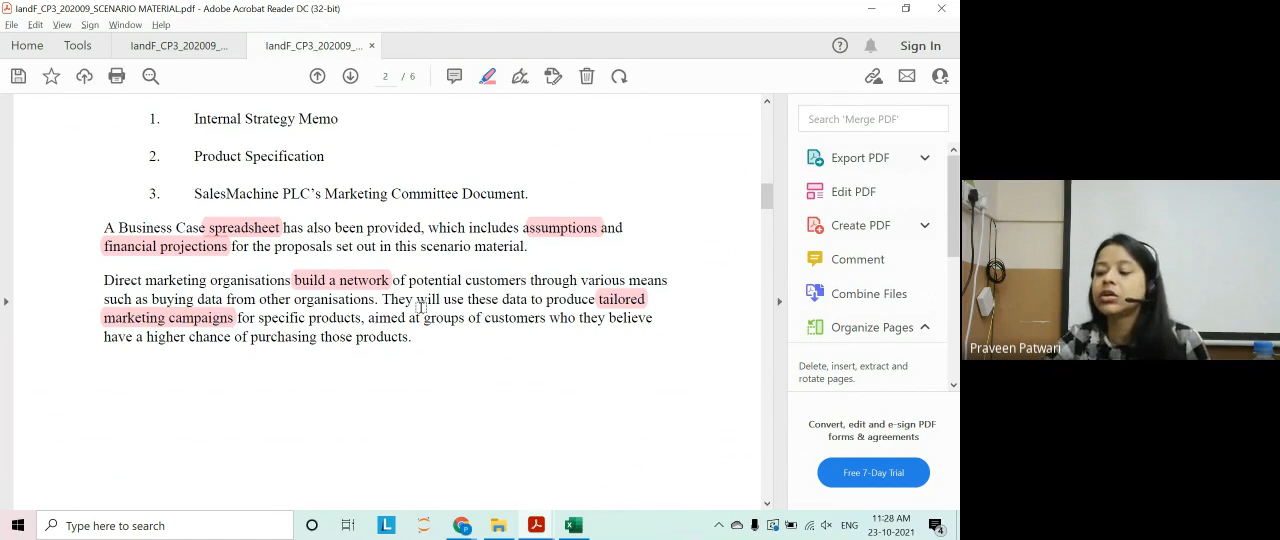 IandF_CP3_202009_SCENARIO MATERIAL.pdf - Adobe Acrobat Reader DC (32-bit)
File Edit View Sign Window Help
Home Tools IandF_CP3_202009_... IandF_CP3_202009_... × Sign In
2 / 6
1. Internal Strategy Memo
2. Product Specification
3. SalesMachine PLC's Marketing Committee Document.
A Business Case spreadsheet has also been provided, which includes assumptions and
financial projections for the proposals set out in this scenario material.
Direct marketing organisations build a network of potential customers through various means
such as buying data from other organisations. They will use these data to produce tailored
marketing campaigns for specific products, aimed at groups of customers who they believe
have a higher chance of purchasing those products.
Search 'Merge PDF'
Export PDF
Edit PDF
Create PDF
Comment
Combine Files
Organize Pages
Delete, insert, extract and
rotate pages.
Convert, edit and e-sign PDF
forms & agreements
Free 7-Day Trial
Praveen Patwari
Type here to search
ENG
11:28 AM
23-10-2021
4